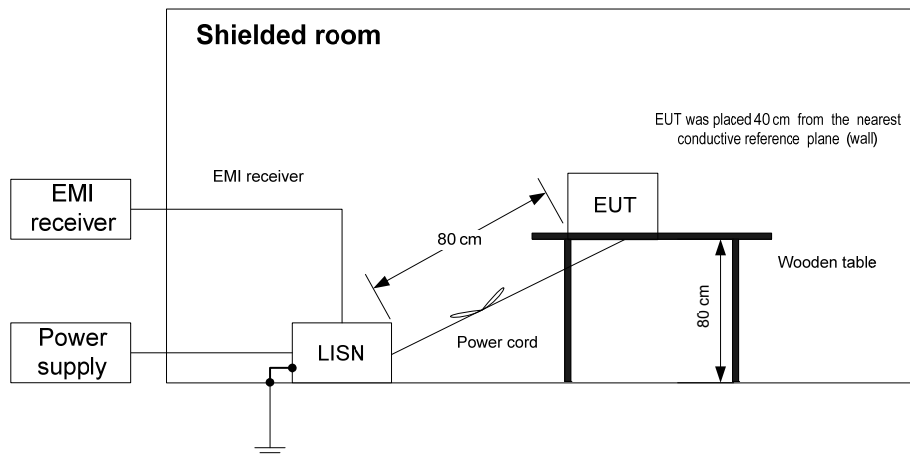 Shielded room
EUT was placed 40 cm from the nearest
conductive reference plane (wall)
EMI receiver
EMI
receiver
EUT
80 cm
Wooden table
80 cm
Power
supply
LISN
Power cord